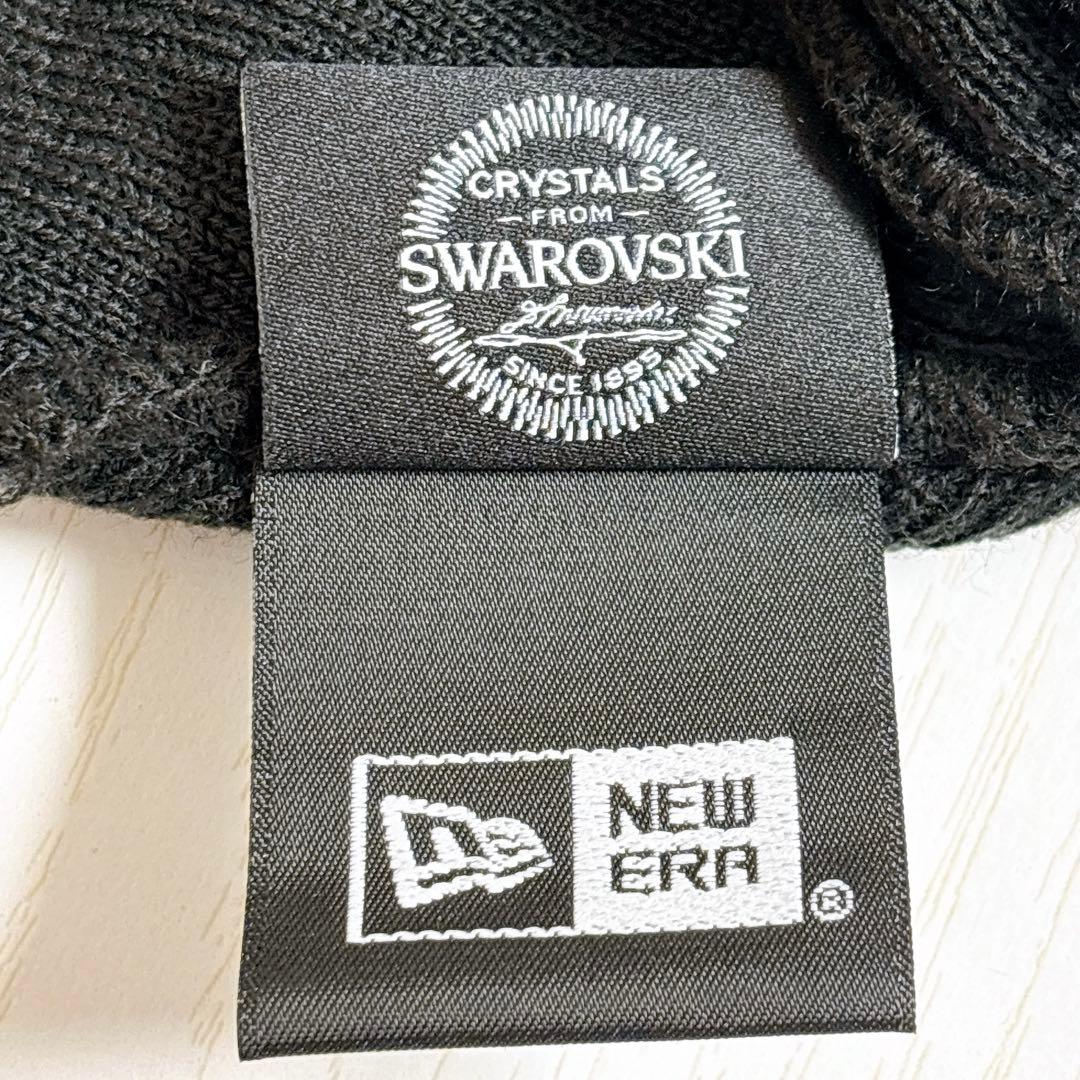 CRYSTALS
FROM
SWAROVSKI
SINCE 1895
NEW
ERA
®